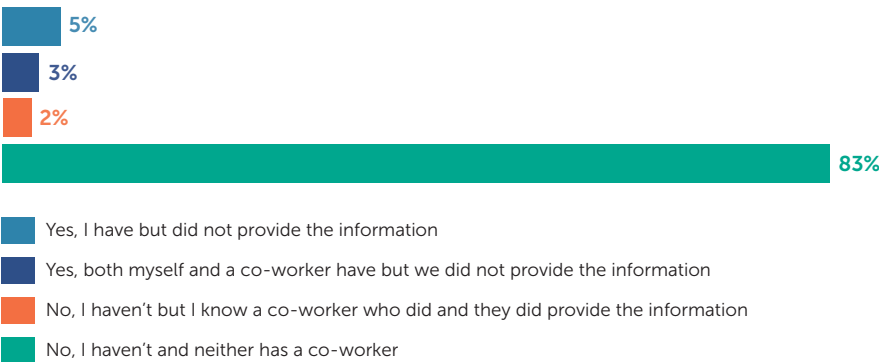 5%
3%
2%
83%
Yes, I have but did not provide the information
Yes, both myself and a co-worker have but we did not provide the information
No, I haven’t but I know a co-worker who did and they did provide the information
No, I haven’t and neither has a co-worker